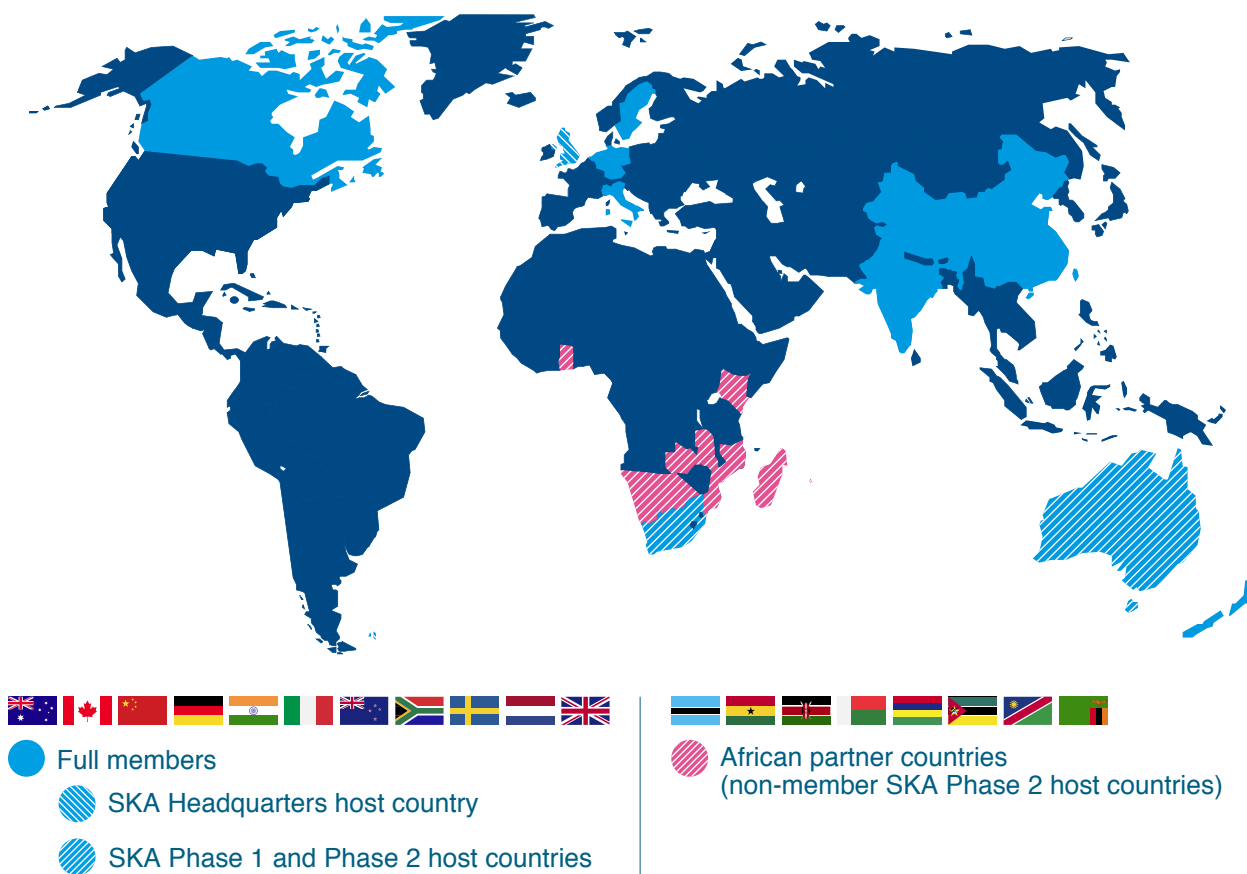 Full members
SKA Headquarters host country
SKA Phase 1 and Phase 2 host countries
African partner countries
(non-member SKA Phase 2 host countries)